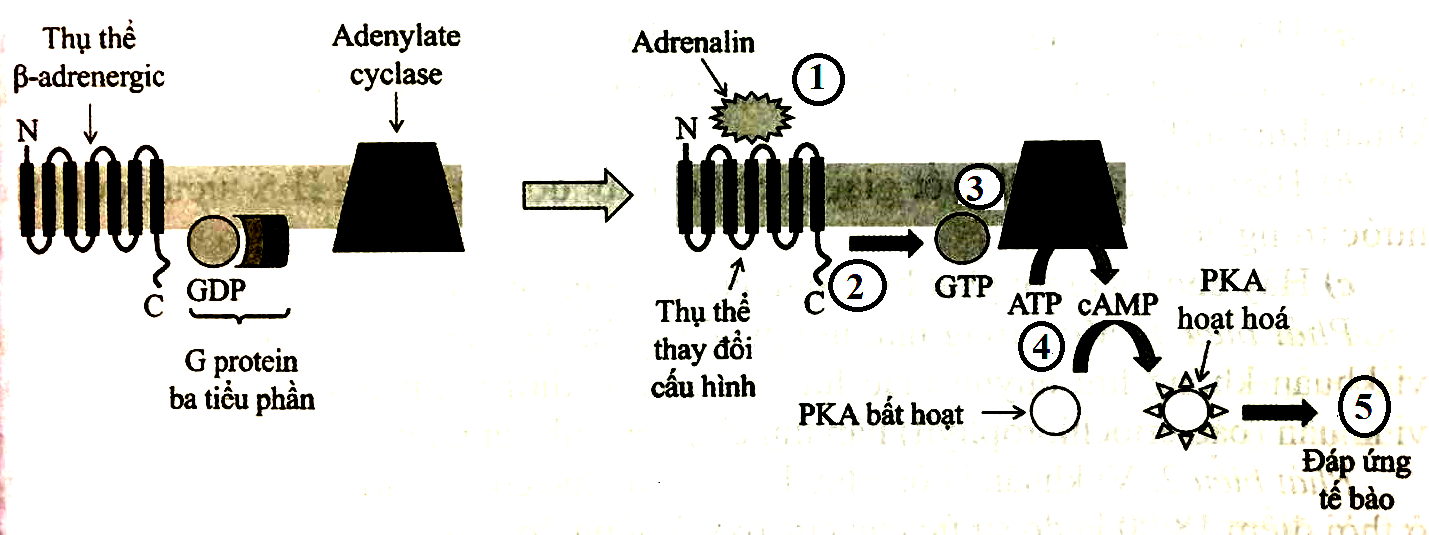 Thụ thể
β-adrenergic
Adenylate
cyclase
N
C
GDP
G protein
ba tiểu phần
Adrenalin
1
N
3
2
C
GTP
Thụ thể
thay đổi
cấu hình
ATP
cAMP
4
PKA
hoạt hoá
PKA bất hoạt
5
Đáp ứng
tế bào